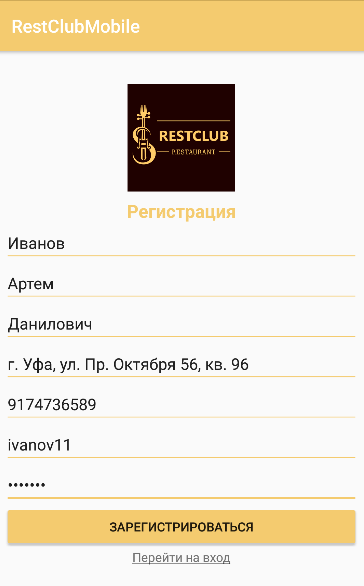 RestClubMobile
RESTCLUB
RESTAURANT
Регистрация
Иванов
Артем
Данилович
г. Уфа, ул. Пр. Октября 56, кв. 96
9174736589
ivanov11
•••••••
ЗАРЕГИСТРИРОВАТЬСЯ
Перейти на вход